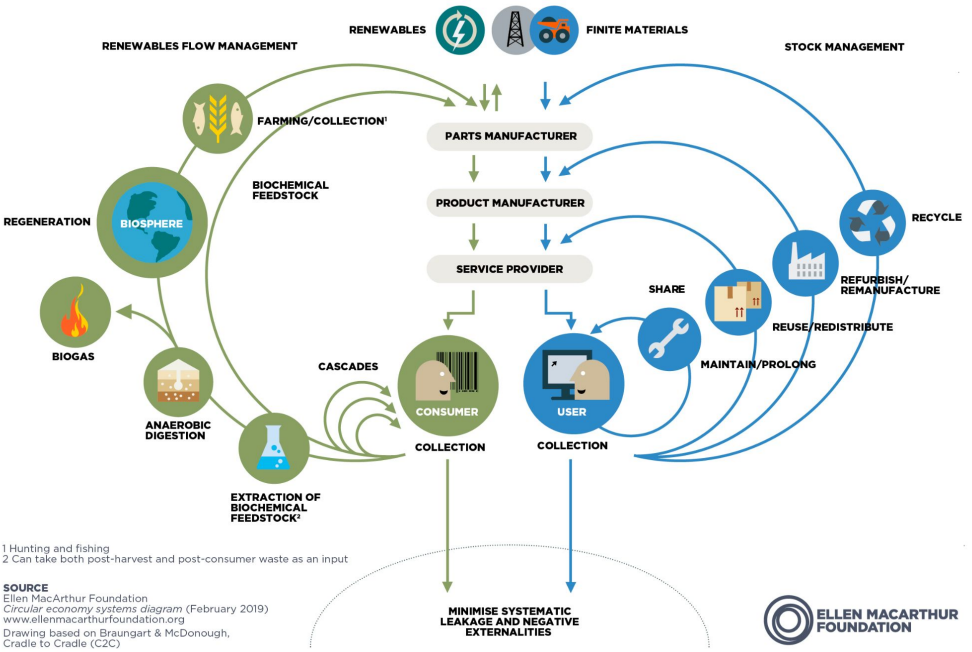 RENEWABLES
FINITE MATERIALS
RENEWABLES FLOW MANAGEMENT
STOCK MANAGEMENT
FARMING/COLLECTION¹
PARTS MANUFACTURER
BIOCHEMICAL
FEEDSTOCK
PRODUCT MANUFACTURER
REGENERATION
BIOSPHERE
RECYCLE
SERVICE PROVIDER
SHARE
REFURBISH/
REMANUFACTURE
REUSE/REDISTRIBUTE
BIOGAS
CASCADES
MAINTAIN/PROLONG
CONSUMER
USER
ANAEROBIC
DIGESTION
COLLECTION
COLLECTION
EXTRACTION OF
BIOCHEMICAL
FEEDSTOCK²
1 Hunting and fishing
2 Can take both post-harvest and post-consumer waste as an input
SOURCE
Ellen MacArthur Foundation
Circular economy systems diagram (February 2019)
www.ellenmacarthurfoundation.org
Drawing based on Braungart & McDonough,
Cradle to Cradle (C2C)
MINIMISE SYSTEMATIC
LEAKAGE AND NEGATIVE
EXTERNALITIES
ELLEN MACARTHUR
FOUNDATION